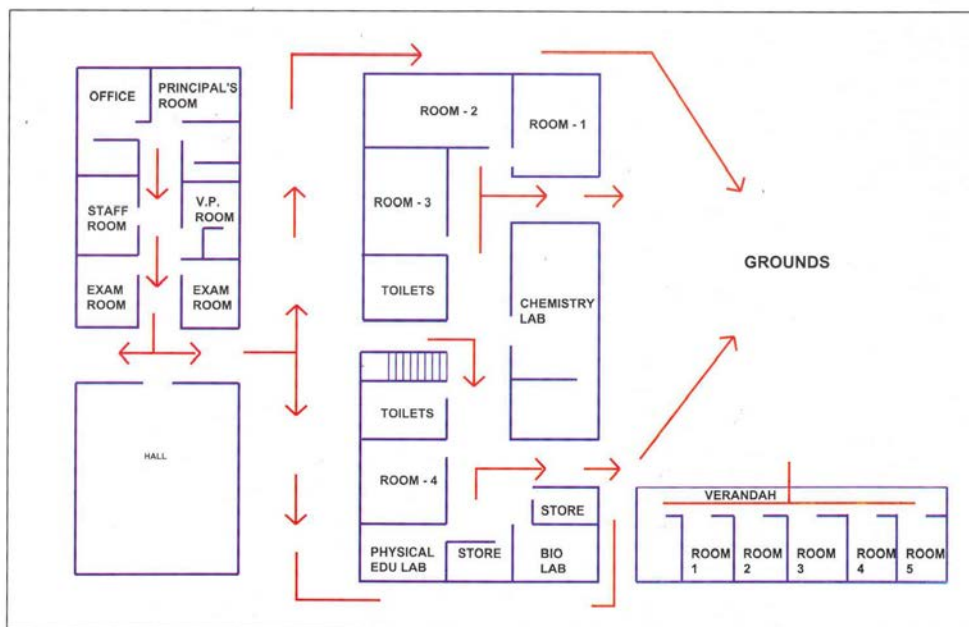 OFFICE
PRINCIPAL'S
ROOM
STAFF
ROOM
V.P.
ROOM
EXAM
ROOM
EXAM
ROOM
HALL
ROOM - 2
ROOM - 1
ROOM - 3
TOILETS
CHEMISTRY
LAB
TOILETS
ROOM - 4
PHYSICAL
EDU LAB
STORE
STORE
BIO
LAB
GROUNDS
VERANDAH
ROOM
1
ROOM
2
ROOM
3
ROOM
4
ROOM
5